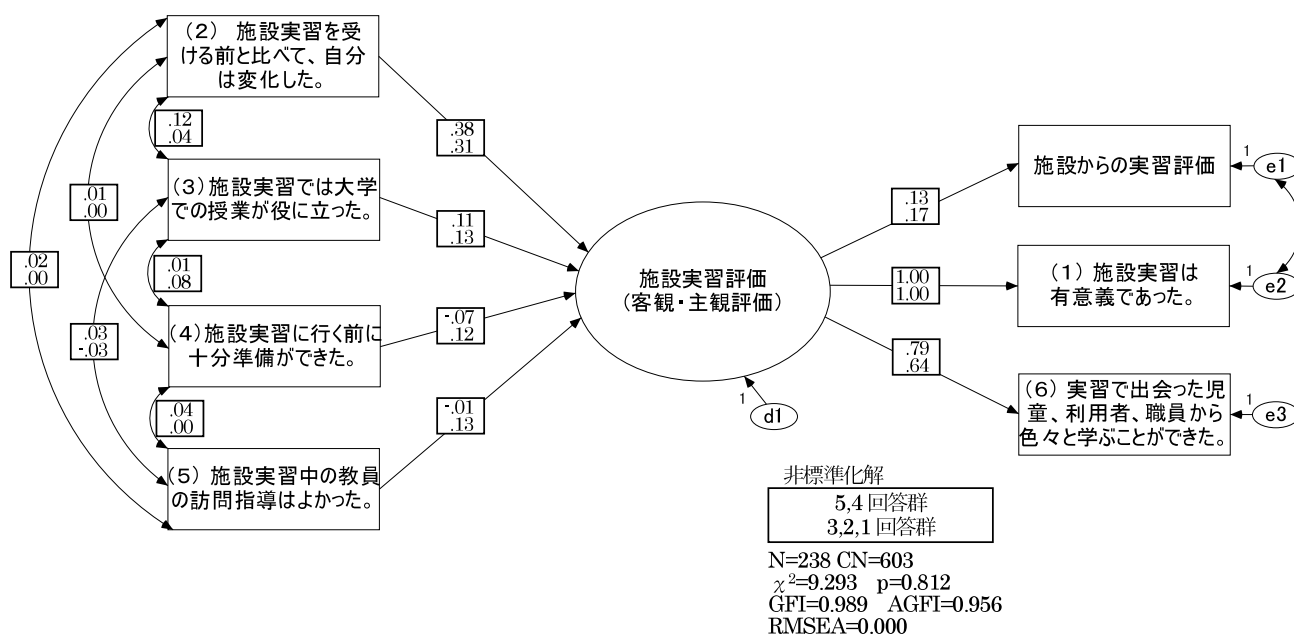 (2) 施設実習を受
ける前と比べて、自分
は変化した。
.12
.04
.38
.31
(3)施設実習では大学
での授業が役に立った。
.01
.00
.11
.13
.02
.00
.01
.08
(4)施設実習に行く前に
十分準備ができた。
.03
-.03
-.07
.12
.04
.00
-.01
.13
(5) 施設実習中の教員
の訪問指導はよかった。
施設実習評価
(客観・主観評価)
1
d1
.13
.17
施設からの実習評価
1
e1
1.00
1.00
(1) 施設実習は
有意義であった。
1
e2
.79
.64
(6) 実習で出会った児
童、利用者、職員から
色々と学ぶことができた。
1
e3
非標準化解
5,4 回答群
3,2,1 回答群
N=238 CN=603
χ²=9.293 p=0.812
GFI=0.989 AGFI=0.956
RMSEA=0.000